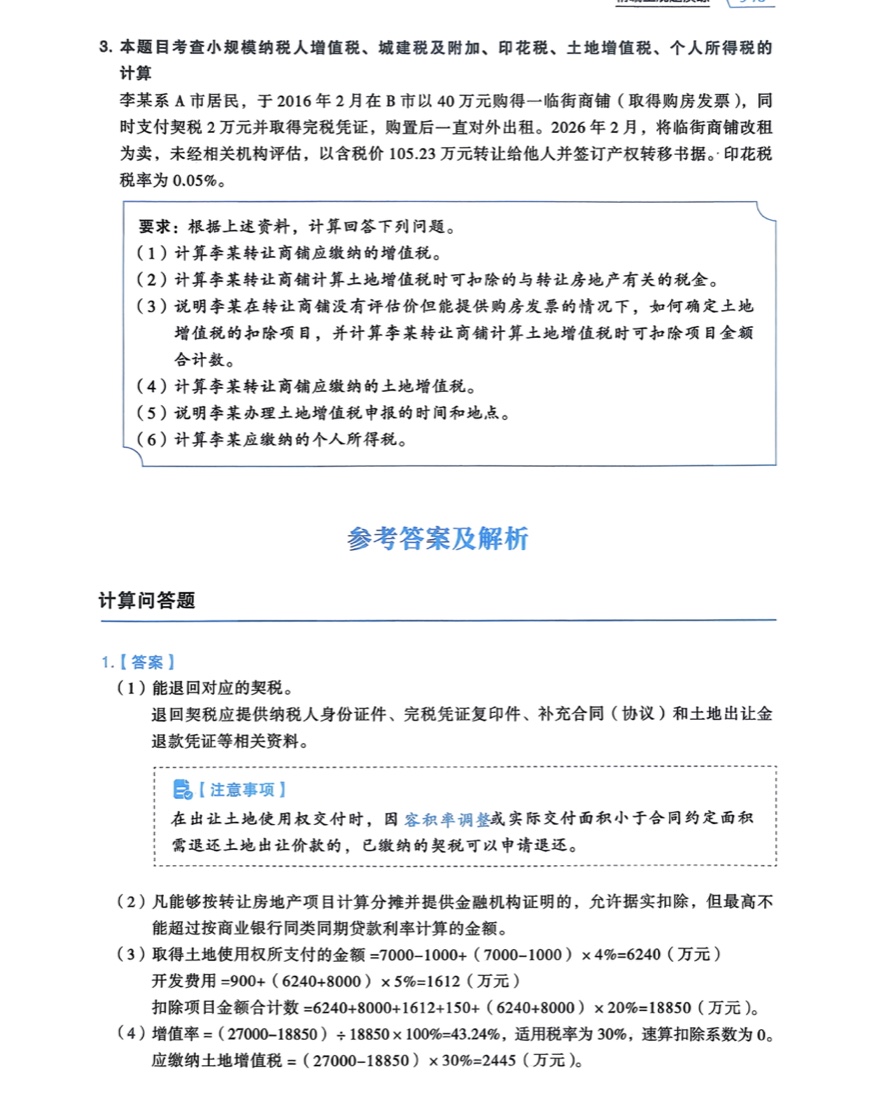 3. 本题目考查小规模纳税人增值税、城建税及附加、印花税、土地增值税、个人所得税的
计算
李某系 A 市居民，于 2016 年 2 月在 B 市以 40 万元购得一临街商铺（取得购房发票），同
时支付契税 2 万元并取得完税凭证，购置后一直对外出租。2026 年 2 月，将临街商铺改租
为卖，未经相关机构评估，以含税价 105.23 万元转让给他人并签订产权转移书据。印花税
税率为 0.05%。
要求：根据上述资料，计算回答下列问题。
（1）计算李某转让商铺应缴纳的增值税。
（2）计算李某转让商铺计算土地增值税时可扣除的与转让房地产有关的税金。
（3）说明李某在转让商铺没有评估价但能提供购房发票的情况下，如何确定土地
增值税的扣除项目，并计算李某转让商铺计算土地增值税时可扣除项目金额
合计数。
（4）计算李某转让商铺应缴纳的土地增值税。
（5）说明李某办理土地增值税申报的时间和地点。
（6）计算李某应缴纳的个人所得税。
参考答案及解析
计算问答题
1.【答案】
（1）能退回对应的契税。
退回契税应提供纳税人身份证件、完税凭证复印件、补充合同（协议）和土地出让金
退款凭证等相关资料。
【注意事项】
在出让土地使用权交付时，因容积率调整或实际交付面积小于合同约定面积
需退还土地出让价款的，已缴纳的契税可以申请退还。
（2）凡能够按转让房地产项目计算分摊并提供金融机构证明的，允许据实扣除，但最高不
能超过按商业银行同类同期贷款利率计算的金额。
（3）取得土地使用权所支付的金额 =7000-1000+（7000-1000）×4%=6240（万元）
开发费用 =900+（6240+8000）×5%=1612（万元）
扣除项目金额合计数 =6240+8000+1612+150+（6240+8000）×20%=18850（万元）。
（4）增值率 =（27000-18850）÷18850×100%=43.24%，适用税率为 30%，速算扣除系数为 0。
应缴纳土地增值税 =（27000-18850）×30%=2445（万元）。